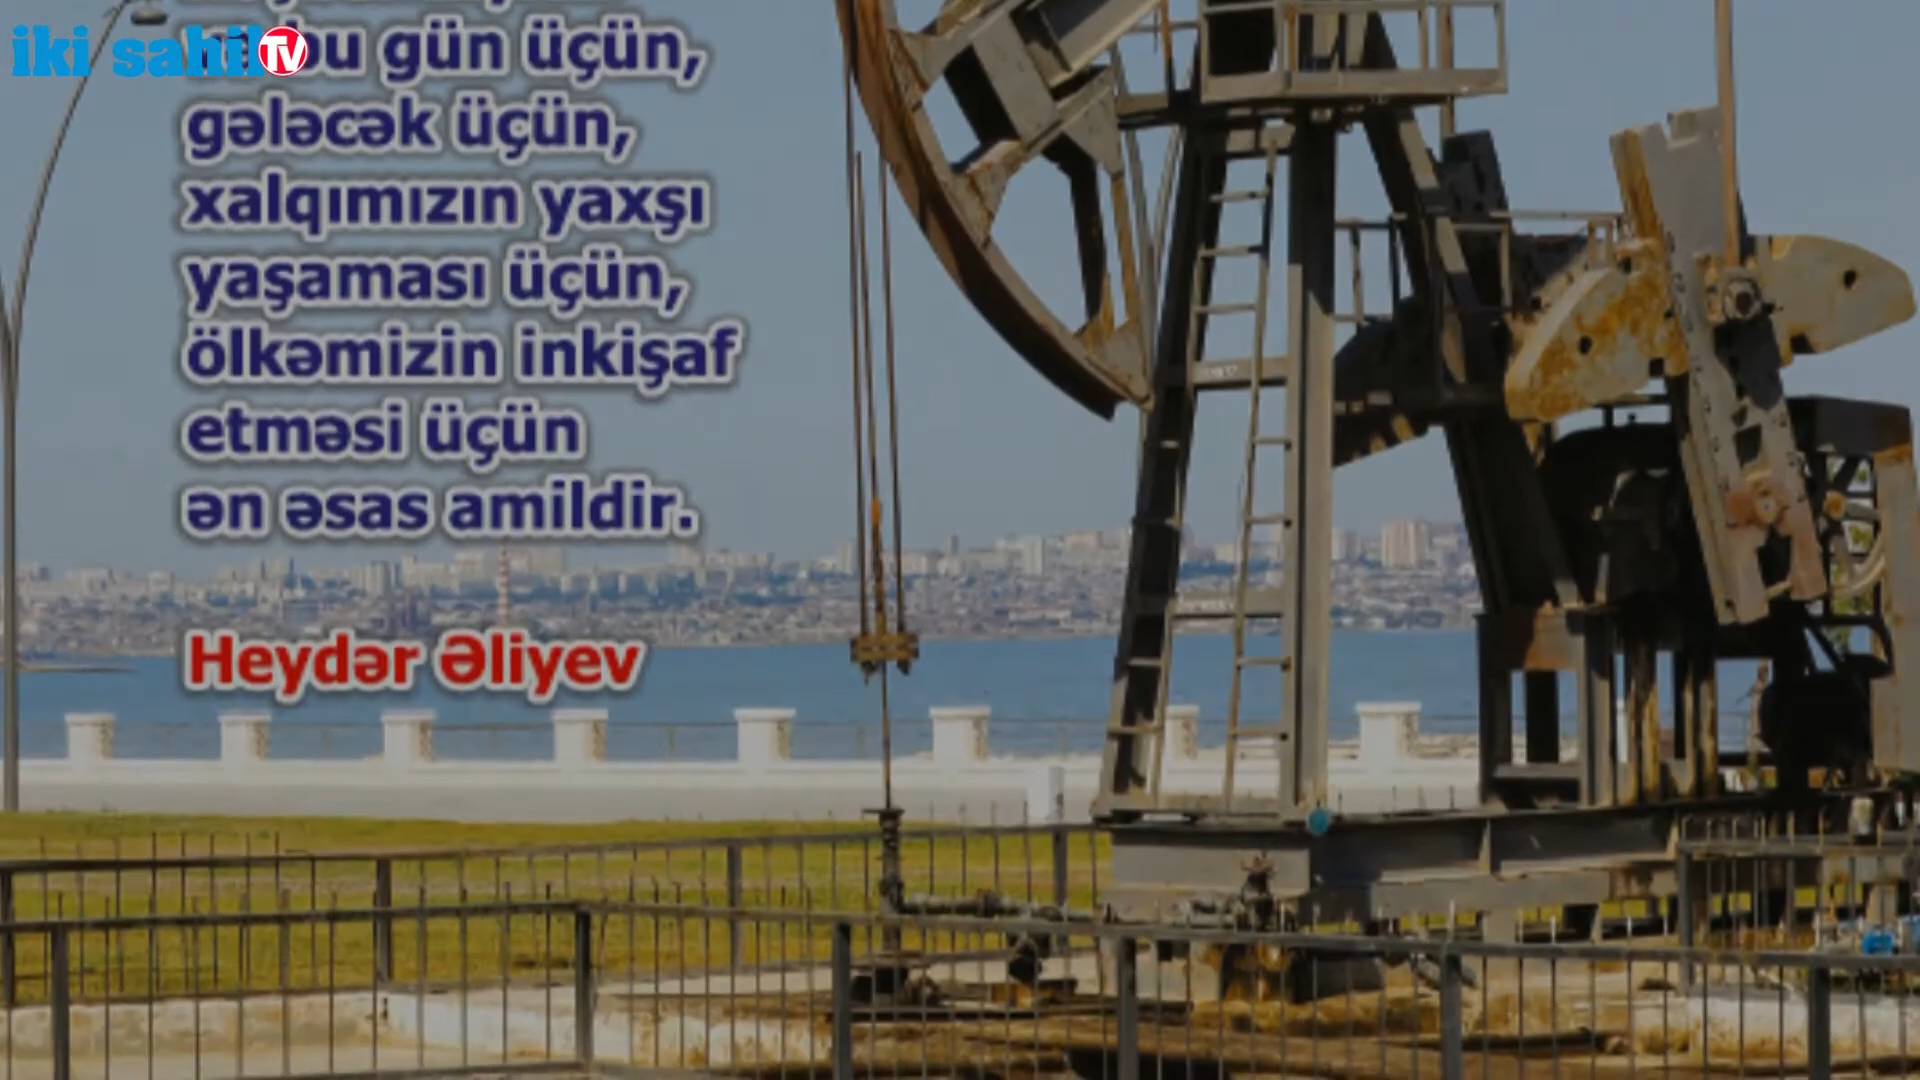 iki sahil TV
bu gün üçün,
gələcək üçün,
xalqımızın yaxşı
yaşaması üçün,
ölkəmizin inkişaf
etməsi üçün
ən əsas amildir.
Heydər Əliyev